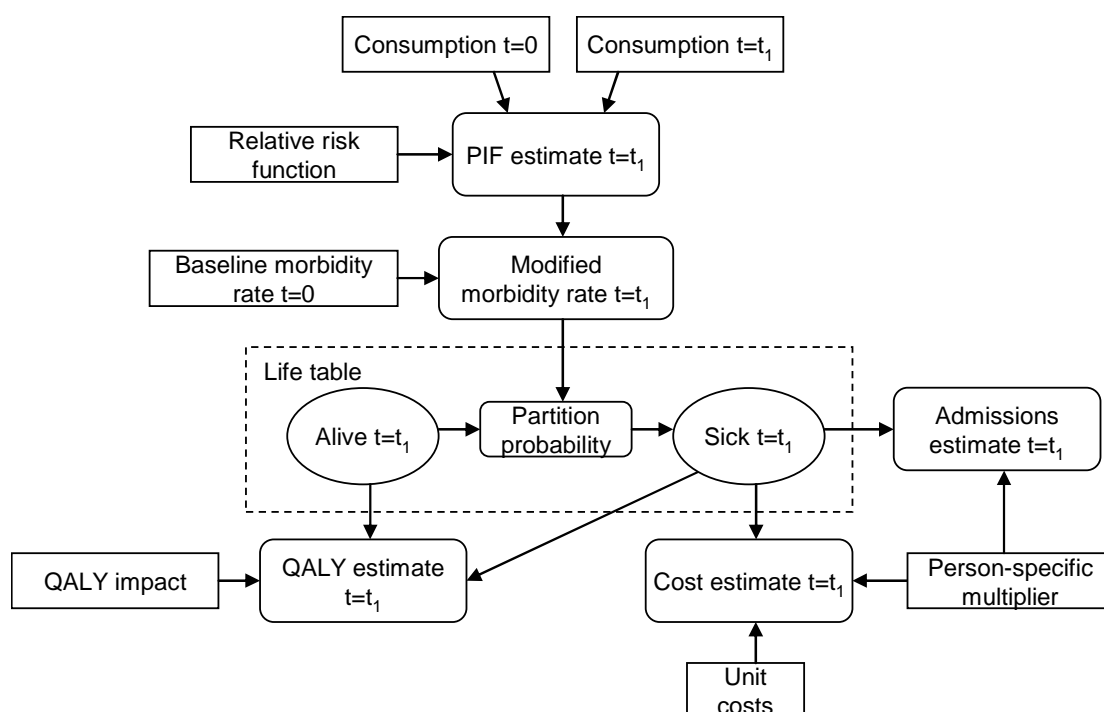 Consumption t=0
Consumption t=t₁
Relative risk
function
PIF estimate t=t₁
Baseline morbidity
rate t=0
Modified
morbidity rate t=t₁
Life table
Alive t=t₁
Partition
probability
Sick t=t₁
Admissions
estimate t=t₁
QALY impact
QALY estimate
t=t₁
Cost estimate t=t₁
Person-specific
multiplier
Unit
costs